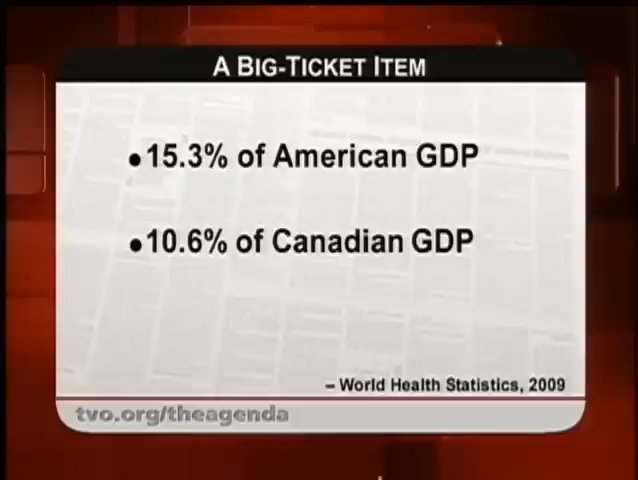 A BIG-TICKET ITEM
•15.3% of American GDP
•10.6% of Canadian GDP
– World Health Statistics, 2009
tvo.org/theagenda